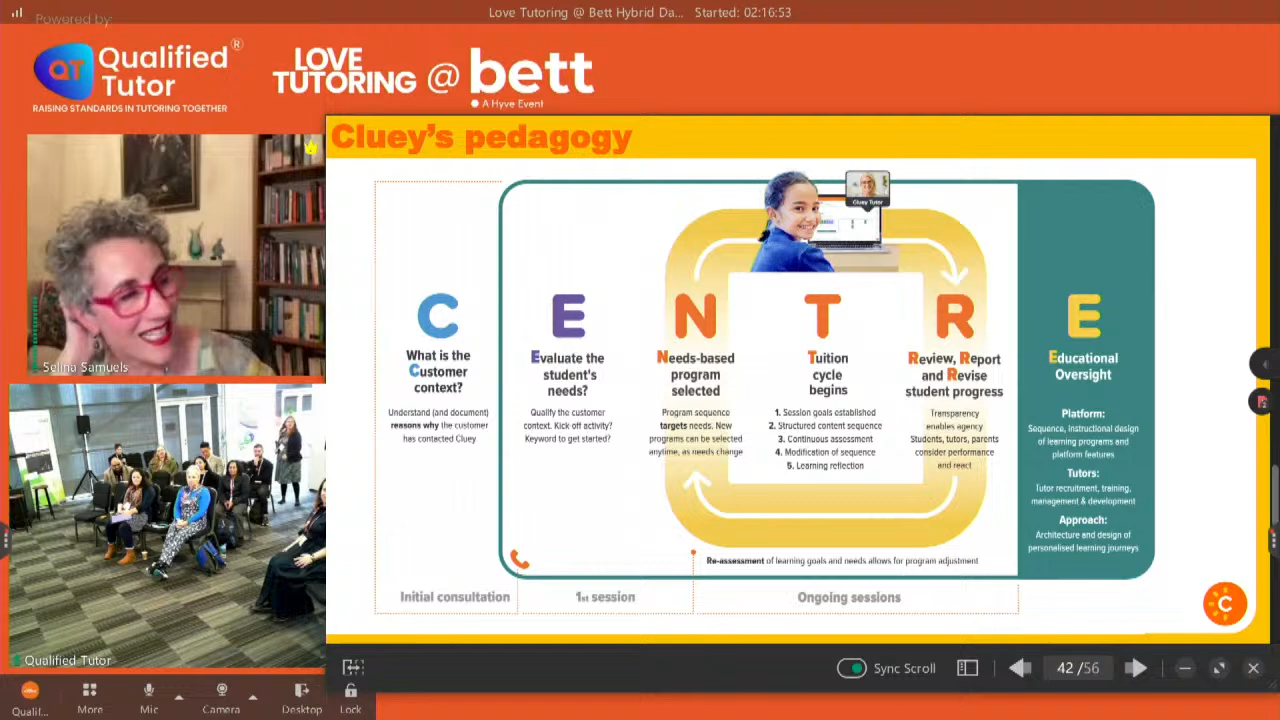 Love Tutoring @ Bett Hybrid Da... Started: 02:16:53
Powered by:
QT Qualified Tutor ®
RAISING STANDARDS IN TUTORING TOGETHER
LOVE TUTORING @ bett
A Hyve Event
Cluey's pedagogy
Cluey Tutor
C
What is the
Customer
context?
Understand (and document)
reasons why the customer
has contacted Cluey
E
Evaluate the
student's
needs?
Qualify the customer
context. Kick off activity?
Keyword to get started?
N
Needs-based
program
selected
Program sequence
targets needs. New
programs can be selected
anytime, as needs change
T
Tuition
cycle
begins
1. Session goals established
2. Structured content sequence
3. Continuous assessment
4. Modification of sequence
5. Learning reflection
R
Review, Report
and Revise
student progress
Transparency
enables agency
Students, tutors, parents
consider performance
and react
E
Educational
Oversight
Platform:
Sequence, instructional design
of learning programs and
platform features
Tutors:
Tutor recruitment, training,
management & development
Approach:
Architecture and design of
personalised learning journeys
Re-assessment of learning goals and needs allows for program adjustment
Initial consultation
1st session
Ongoing sessions
C
Selina Samuels
Qualified Tutor
Sync Scroll
42 /56
Qualif...
More
Mic
Camera
Desktop
Lock